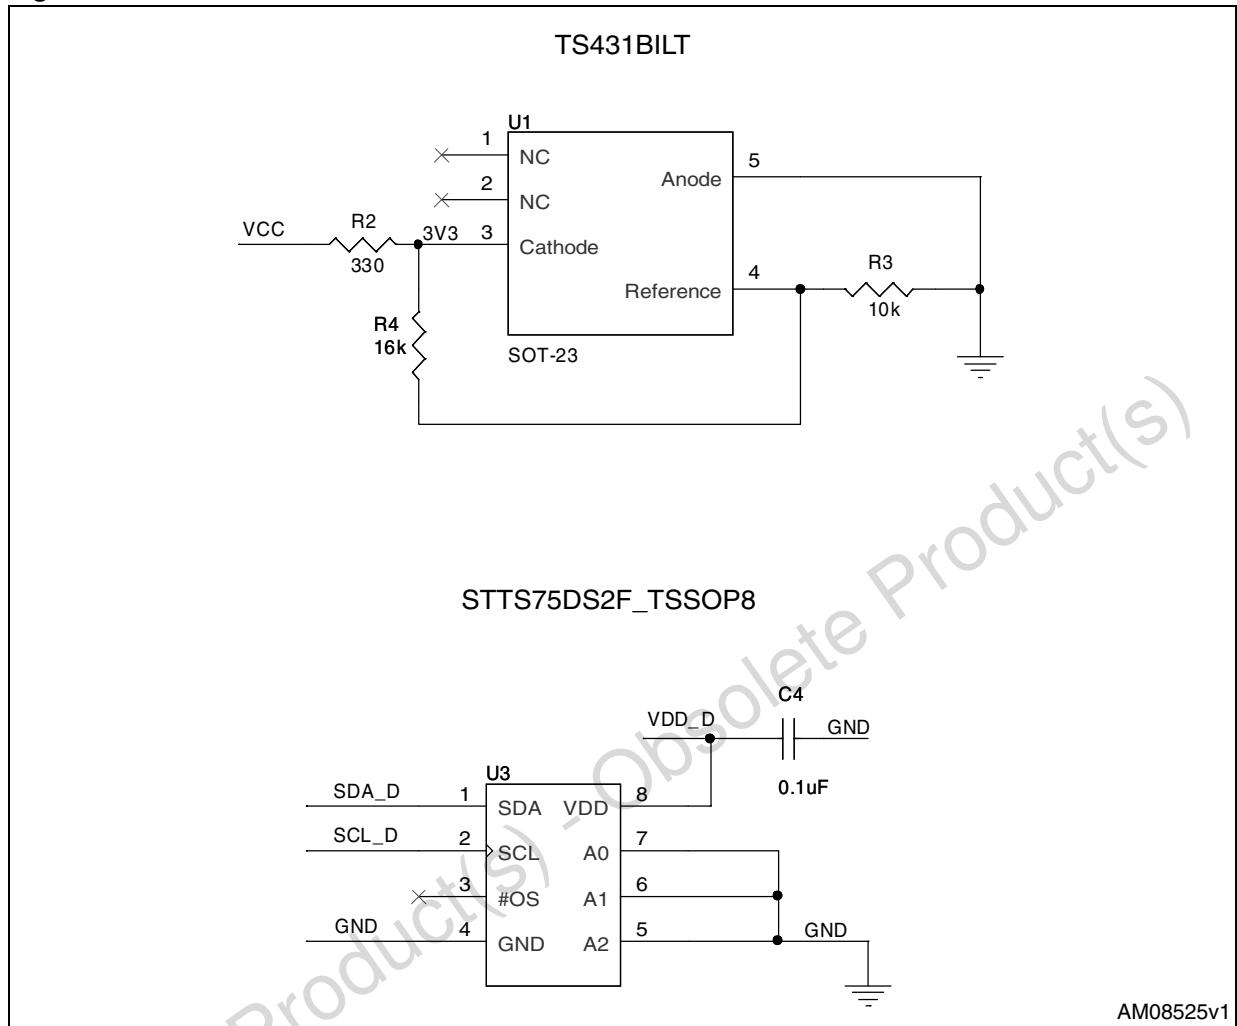 TS431BILT
U1
1
NC
2
NC
VCC
R2
330
3V3
3
Cathode
Anode
5
Reference
4
R3
10k
R4
16k
SOT-23
STTS75DS2F_TSSOP8
C4
VDD_D
GND
0.1uF
U3
SDA_D
1
SDA
VDD
8
SCL_D
2
SCL
A0
7
3
#OS
A1
6
GND
4
GND
A2
5
GND
Product(s) - Obsolete Product(s)
AM08525v1